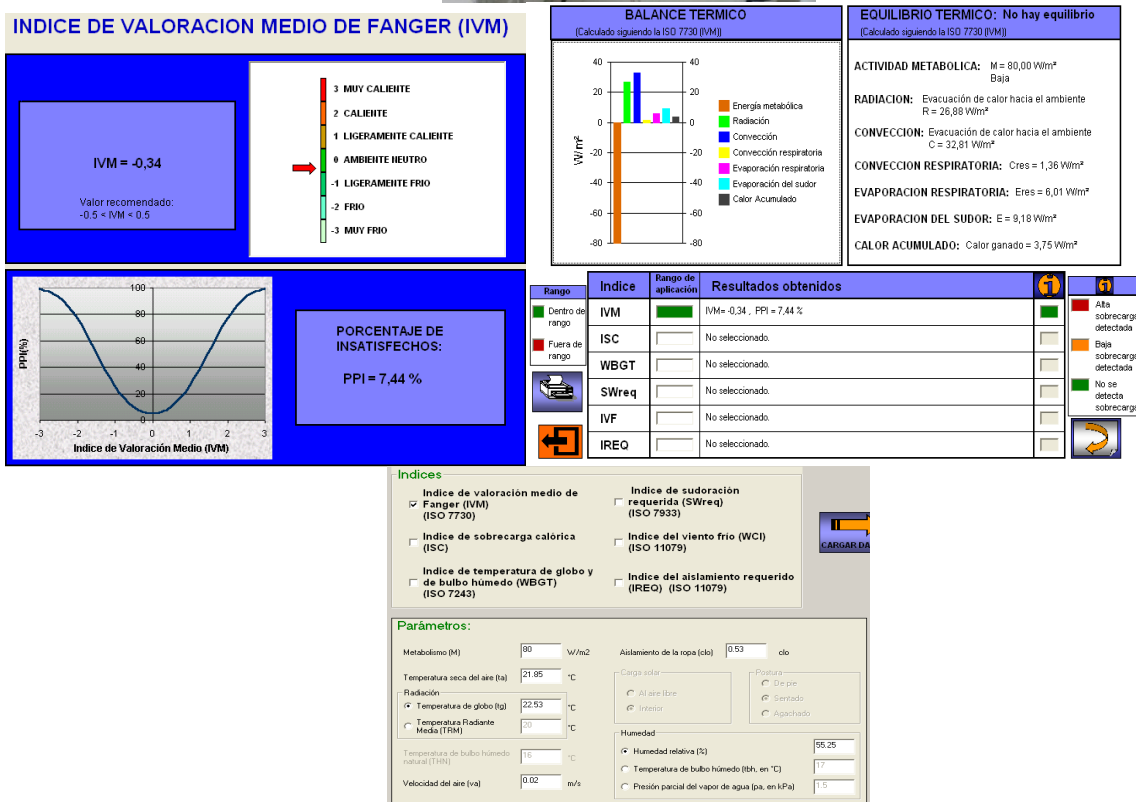 INDICE DE VALORACION MEDIO DE FANGER (IVM)
IVM = -0,34
Valor recomendado:
-0.5 < IVM < 0.5
3 MUY CALIENTE
2 CALIENTE
1 LIGERAMENTE CALIENTE
0 AMBIENTE NEUTRO
-1 LIGERAMENTE FRIO
-2 FRIO
-3 MUY FRIO
BALANCE TERMICO
(Calculado siguiendo la ISO 7730 (IVM))
W/m²
40
20
0
-20
-40
-60
-80
40
20
0
-20
-40
-60
-80
Energía metabólica
Radiación
Convección
Convección respiratoria
Evaporación respiratoria
Evaporación del sudor
Calor Acumulado
EQUILIBRIO TERMICO: No hay equilibrio
(Calculado siguiendo la ISO 7730 (IVM))
ACTIVIDAD METABOLICA: M = 80,00 W/m²
Baja
RADIACION: Evacuación de calor hacia el ambiente
R = 26,88 W/m²
CONVECCION: Evacuación de calor hacia el ambiente
C = 32,81 W/m²
CONVECCION RESPIRATORIA: Cres = 1,36 W/m²
EVAPORACION RESPIRATORIA: Eres = 6,01 W/m²
EVAPORACION DEL SUDOR: E = 9,18 W/m²
CALOR ACUMULADO: Calor ganado = 3,75 W/m²
PPI(%)
100
80
60
40
20
0
-3 -2 -1 0 1 2 3
Indice de Valoración Medio (IVM)
PORCENTAJE DE
INSATISFECHOS:
PPI = 7,44 %
Rango
Dentro de
rango
Fuera de
rango
Indice Rango de aplicación Resultados obtenidos
IVM IVM= -0,34 , PPI = 7,44 %
ISC No seleccionado.
WBGT No seleccionado.
SWreq No seleccionado.
IVF No seleccionado.
IREQ No seleccionado.
Alta
sobrecarga
detectada
Baja
sobrecarga
detectada
No se
detecta
sobrecarga
Indices
Indice de valoración medio de
Fanger (IVM)
(ISO 7730)
Indice de sobrecarga calórica
(ISC)
Indice de temperatura de globo y
de bulbo húmedo (WBGT)
(ISO 7243)
Indice de sudoración
requerida (SWreq)
(ISO 7933)
Indice del viento frío (WCI)
(ISO 11079)
Indice del aislamiento requerido
(IREQ) (ISO 11079)
CARGAR DA
Parámetros:
Metabolismo (M) 80 W/m2
Temperatura seca del aire (ta) 21.85 °C
Radiación
Temperatura de globo (tg) 22.53 °C
Temperatura Radiante
Media (TRM) 20 °C
Temperatura de bulbo húmedo
natural (THN) 16 °C
Velocidad del aire (va) 0.02 m/s
Aislamiento de la ropa (clo) 0.53 clo
Carga solar
Al aire libre
Interior
Postura
De pie
Sentado
Agachado
Humedad
Humedad relativa (%) 55.25
Temperatura de bulbo húmedo (tbh, en °C) 17
Presión parcial del vapor de agua (pa, en kPa) 1.5